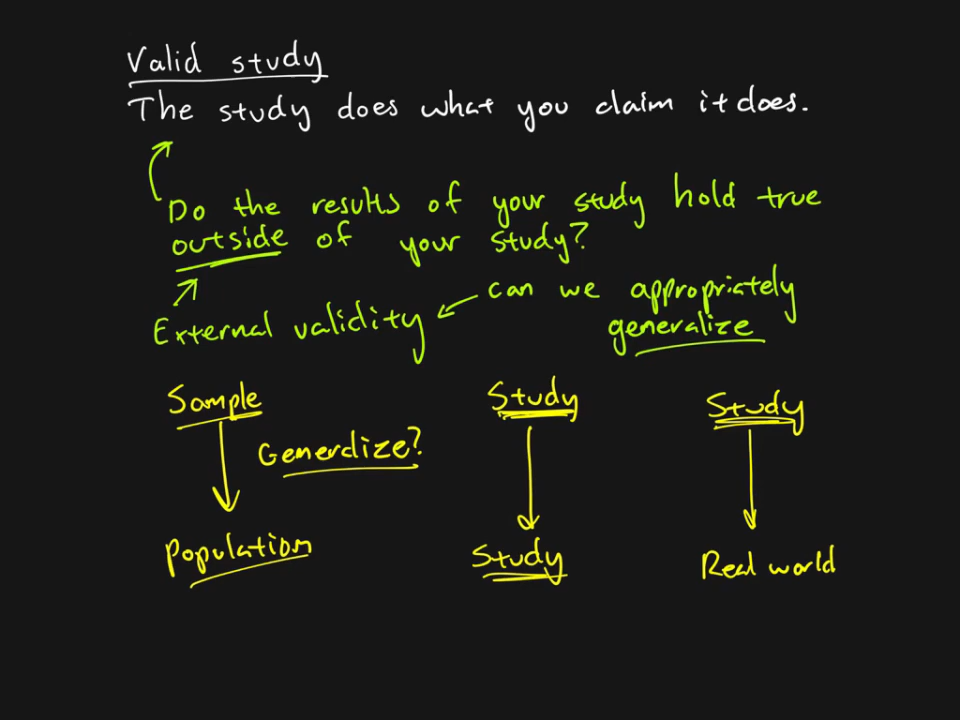 Valid study
The study does what you claim it does.
Do the results of your study hold true
outside of your study?
can we appropriately
generalize
External validity
Sample
Study
Study
Generalize?
Population
Study
Real world